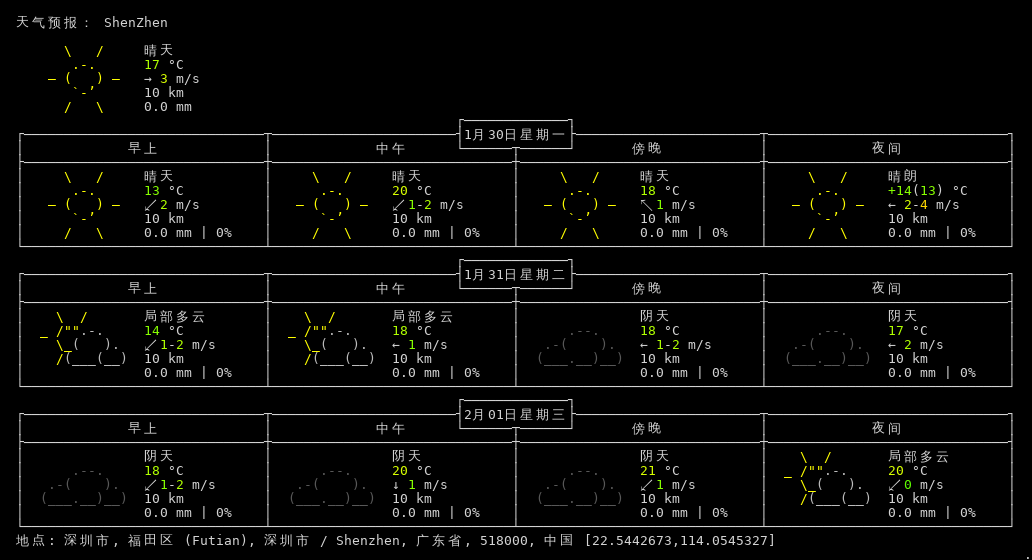 天气预报: ShenZhen
晴天
17 °C
→ 3 m/s
10 km
0.0 mm
1月30日星期一
早上 中午 傍晚 夜间
晴天 晴天 晴天 晴朗
13 °C 20 °C 18 °C +14(13) °C
↙ 2 m/s ↙ 1-2 m/s ↖ 1 m/s ← 2-4 m/s
10 km 10 km 10 km 10 km
0.0 mm | 0% 0.0 mm | 0% 0.0 mm | 0% 0.0 mm | 0%
1月31日星期二
早上 中午 傍晚 夜间
局部多云 局部多云 阴天 阴天
14 °C 18 °C 18 °C 17 °C
↙ 1-2 m/s ← 1 m/s ← 1-2 m/s ← 2 m/s
10 km 10 km 10 km 10 km
0.0 mm | 0% 0.0 mm | 0% 0.0 mm | 0% 0.0 mm | 0%
2月01日星期三
早上 中午 傍晚 夜间
阴天 阴天 阴天 局部多云
18 °C 20 °C 21 °C 20 °C
↙ 1-2 m/s ↓ 1 m/s ↙ 1 m/s ↙ 0 m/s
10 km 10 km 10 km 10 km
0.0 mm | 0% 0.0 mm | 0% 0.0 mm | 0% 0.0 mm | 0%
地点: 深圳市, 福田区 (Futian), 深圳市 / Shenzhen, 广东省, 518000, 中国 [22.5442673,114.0545327]